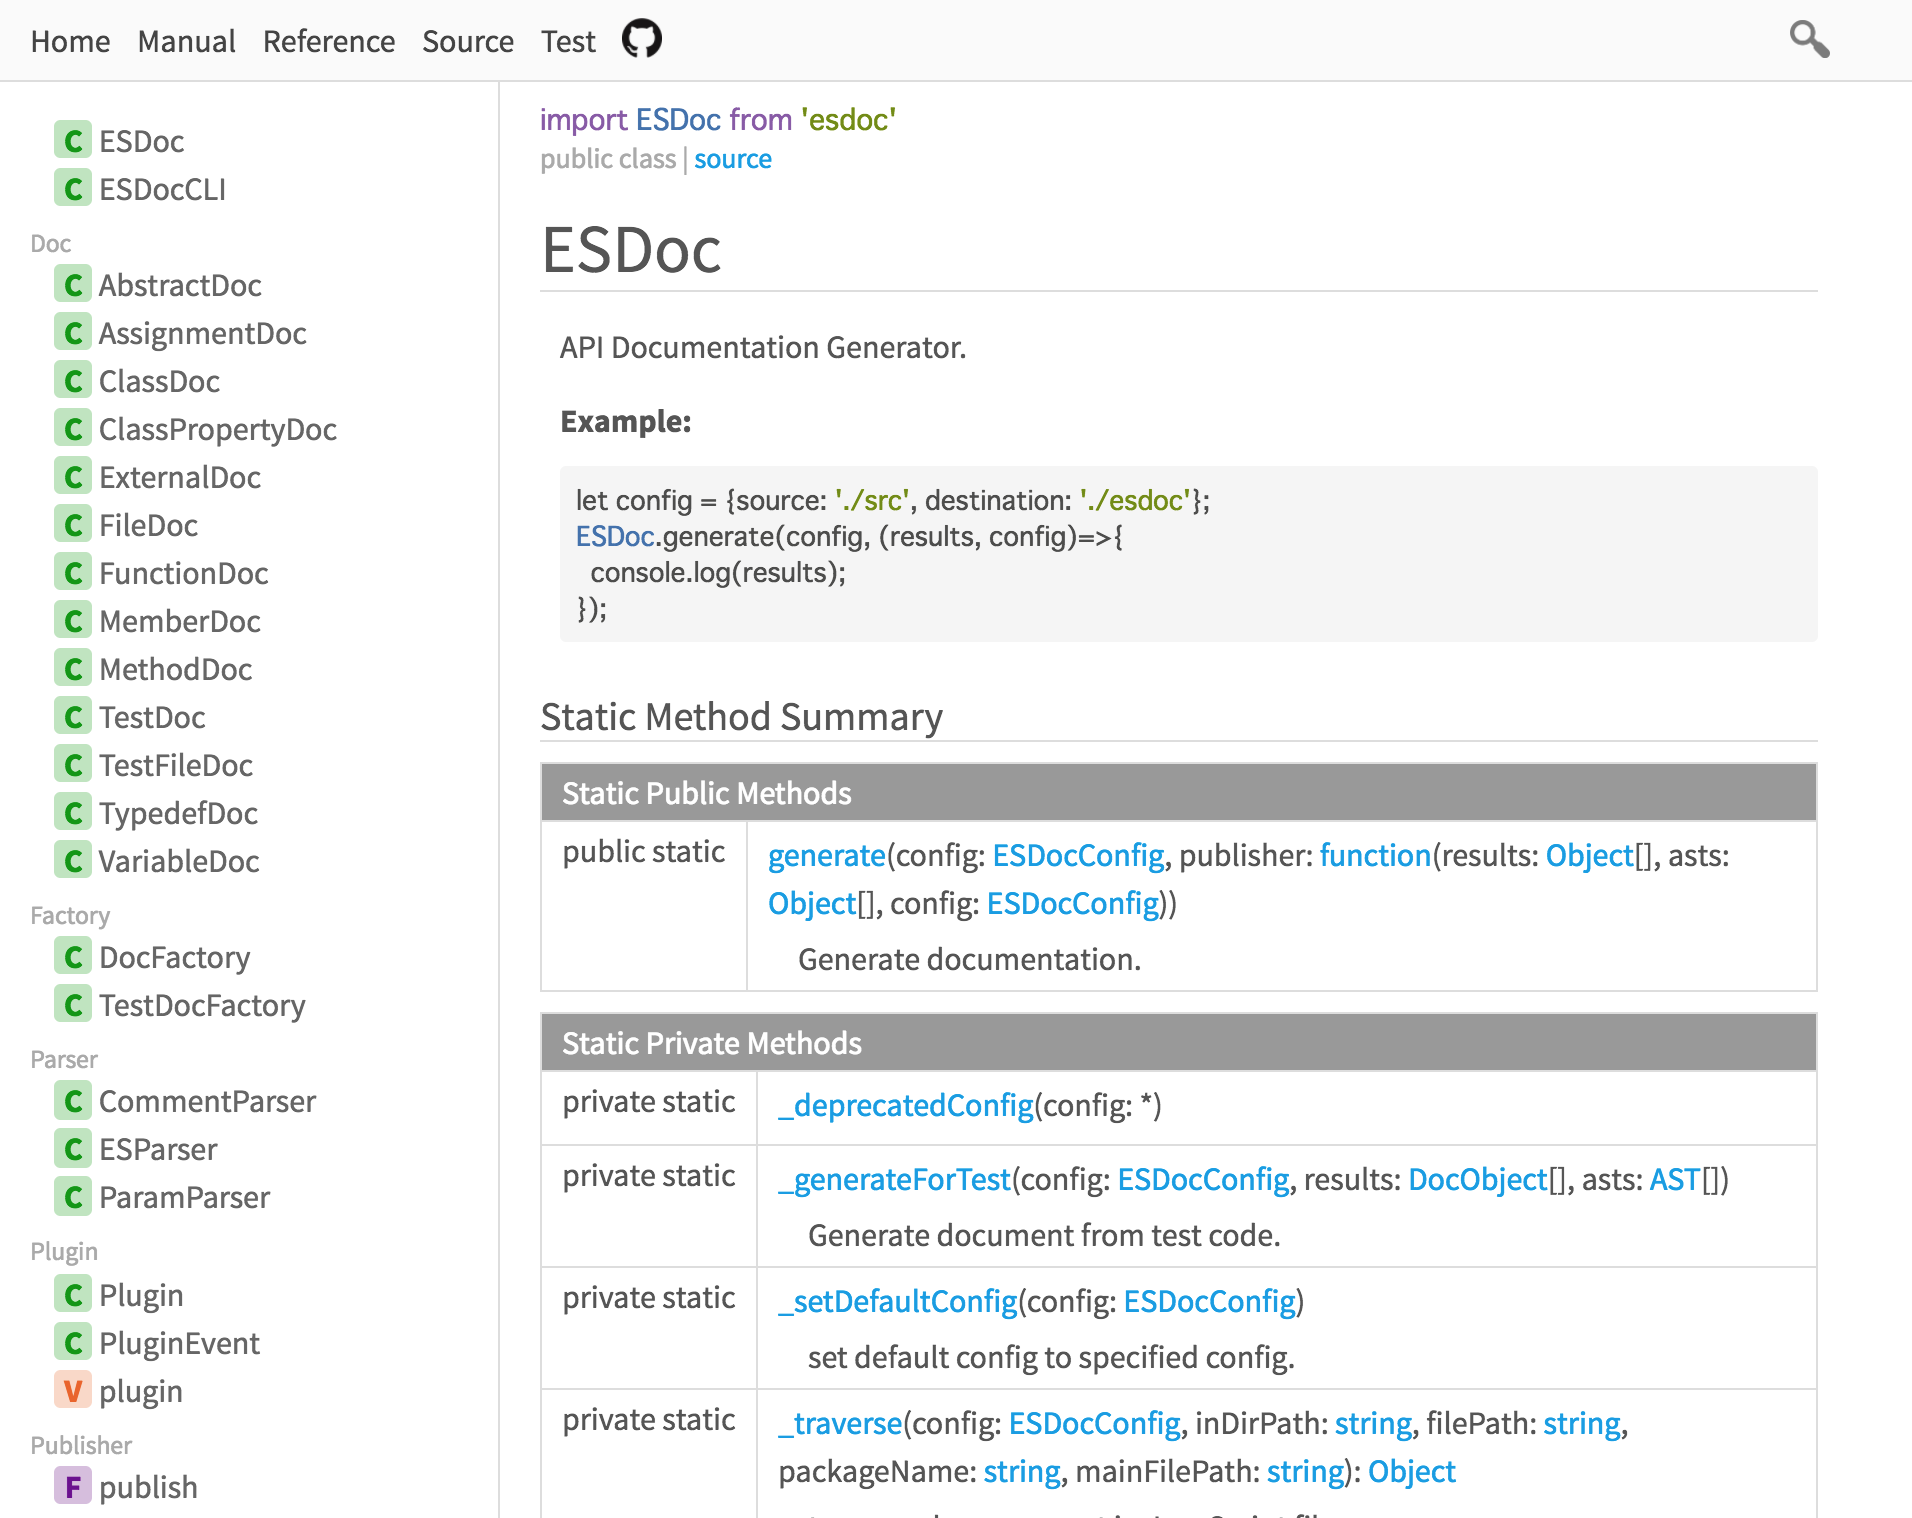 Home Manual Reference Source Test
C ESDoc
C ESDocCLI
Doc
C AbstractDoc
C AssignmentDoc
C ClassDoc
C ClassPropertyDoc
C ExternalDoc
C FileDoc
C FunctionDoc
C MemberDoc
C MethodDoc
C TestDoc
C TestFileDoc
C TypedefDoc
C VariableDoc
Factory
C DocFactory
C TestDocFactory
Parser
C CommentParser
C ESParser
C ParamParser
Plugin
C Plugin
C PluginEvent
V plugin
Publisher
F publish
import ESDoc from 'esdoc'
public class | source
ESDoc
API Documentation Generator.
Example:
let config = {source: './src', destination: './esdoc'};
ESDoc.generate(config, (results, config)=>{
  console.log(results);
});
Static Method Summary
Static Public Methods
public static generate(config: ESDocConfig, publisher: function(results: Object[], asts:
Object[], config: ESDocConfig))
Generate documentation.
Static Private Methods
private static _deprecatedConfig(config: *)
private static _generateForTest(config: ESDocConfig, results: DocObject[], asts: AST[])
Generate document from test code.
private static _setDefaultConfig(config: ESDocConfig)
set default config to specified config.
private static _traverse(config: ESDocConfig, inDirPath: string, filePath: string,
packageName: string, mainFilePath: string): Object